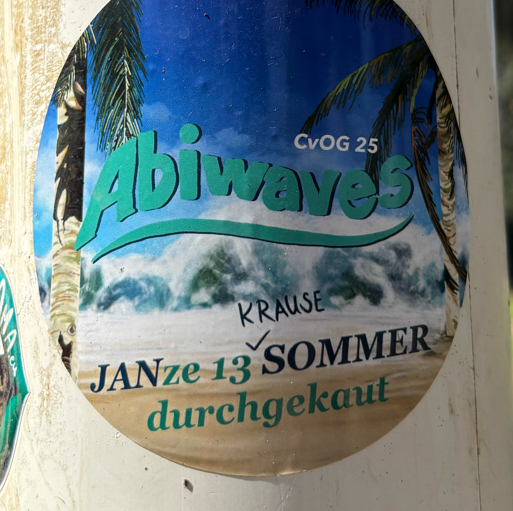 CvOG 25
Abiwaves
KRAUSE
JANze 13 ✓ SOMMER
durchgekaut